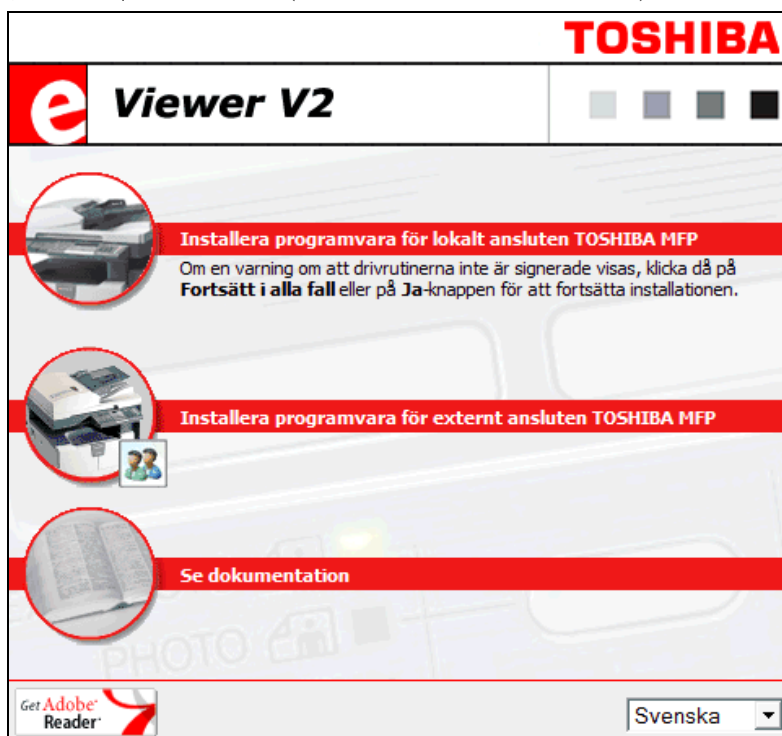 TOSHIBA
e Viewer V2
Installera programvara för lokalt ansluten TOSHIBA MFP
Om en varning om att drivrutinerna inte är signerade visas, klicka då på
Fortsätt i alla fall eller på Ja-knappen för att fortsätta installationen.
Installera programvara för externt ansluten TOSHIBA MFP
Se dokumentation
PHOTO
Get Adobe®
Reader®
Svenska